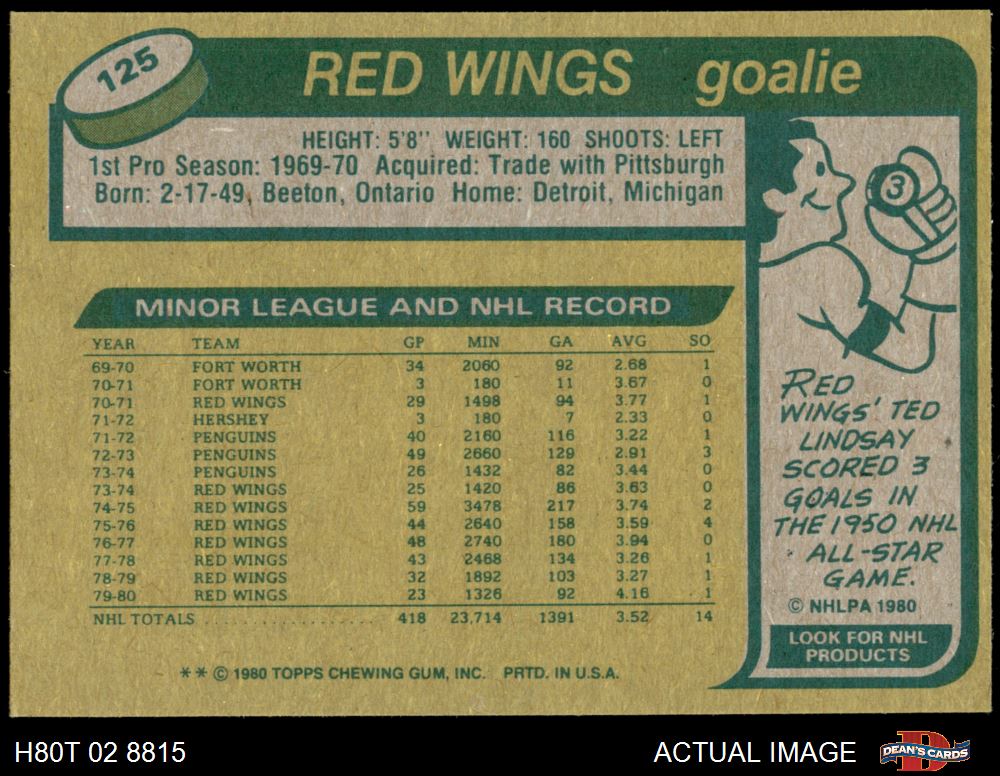 125
RED WINGS goalie
HEIGHT: 5'8" WEIGHT: 160 SHOOTS: LEFT
1st Pro Season: 1969-70 Acquired: Trade with Pittsburgh
Born: 2-17-49, Beeton, Ontario Home: Detroit, Michigan
3
MINOR LEAGUE AND NHL RECORD
YEAR TEAM GP MIN GA AVG SO
69-70 FORT WORTH 34 2060 92 2.68 1
70-71 FORT WORTH 3 180 11 3.67 0
70-71 RED WINGS 29 1498 94 3.77 1
71-72 HERSHEY 3 180 7 2.33 0
71-72 PENGUINS 40 2160 116 3.22 1
72-73 PENGUINS 49 2660 129 2.91 3
73-74 PENGUINS 26 1432 82 3.44 0
73-74 RED WINGS 25 1420 86 3.63 0
74-75 RED WINGS 59 3478 217 3.74 2
75-76 RED WINGS 44 2640 158 3.59 4
76-77 RED WINGS 48 2740 180 3.94 0
77-78 RED WINGS 43 2468 134 3.26 1
78-79 RED WINGS 32 1892 103 3.27 1
79-80 RED WINGS 23 1326 92 4.16 1
NHL TOTALS .................... 418 23,714 1391 3.52 14
RED
WINGS' TED
LINDSAY
SCORED 3
GOALS IN
THE 1950 NHL
ALL-STAR
GAME.
© NHLPA 1980
LOOK FOR NHL
PRODUCTS
** © 1980 TOPPS CHEWING GUM, INC. PRTD. IN U.S.A.
H80T 02 8815 ACTUAL IMAGE
DEAN'S CARDS